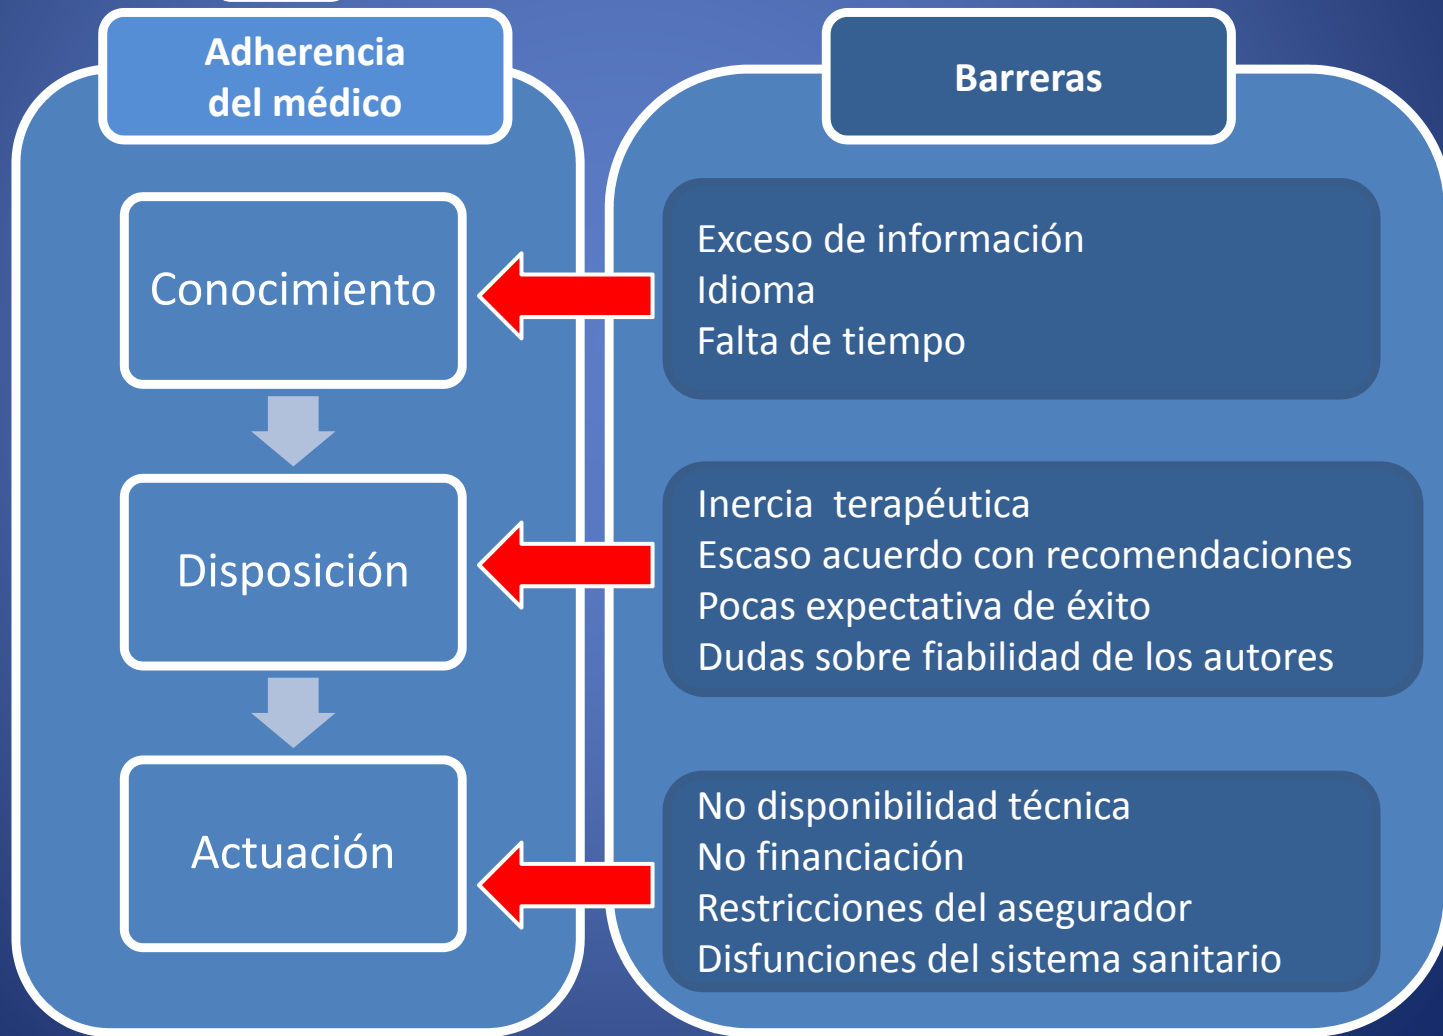 Adherencia
del médico
Conocimiento
Disposición
Actuación
Barreras
Exceso de información
Idioma
Falta de tiempo
Inercia  terapéutica
Escaso acuerdo con recomendaciones
Pocas expectativa de éxito
Dudas sobre fiabilidad de los autores
No disponibilidad técnica
No financiación
Restricciones del asegurador
Disfunciones del sistema sanitario